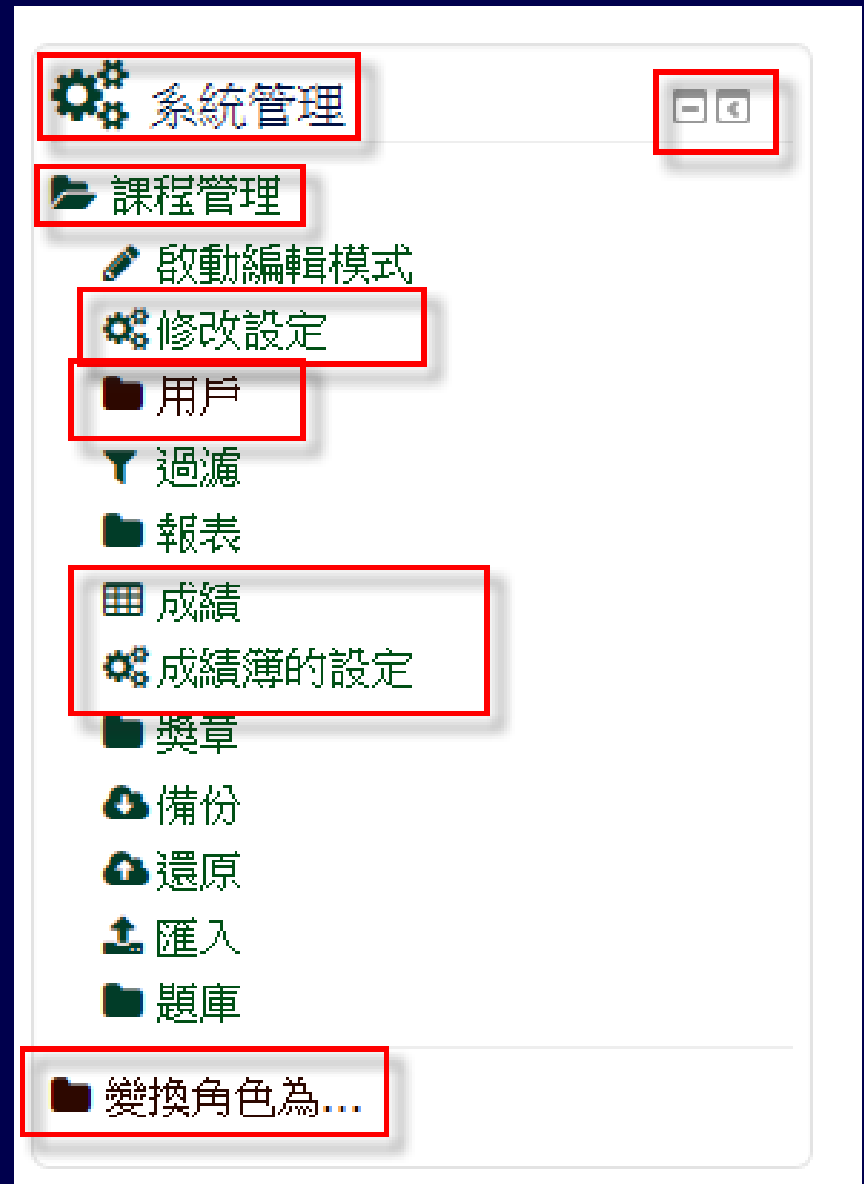 系統管理
課程管理
啟動編輯模式
修改設定
用戶
過濾
報表
成績
成績簿的設定
獎章
備份
還原
匯入
題庫
變換角色為...